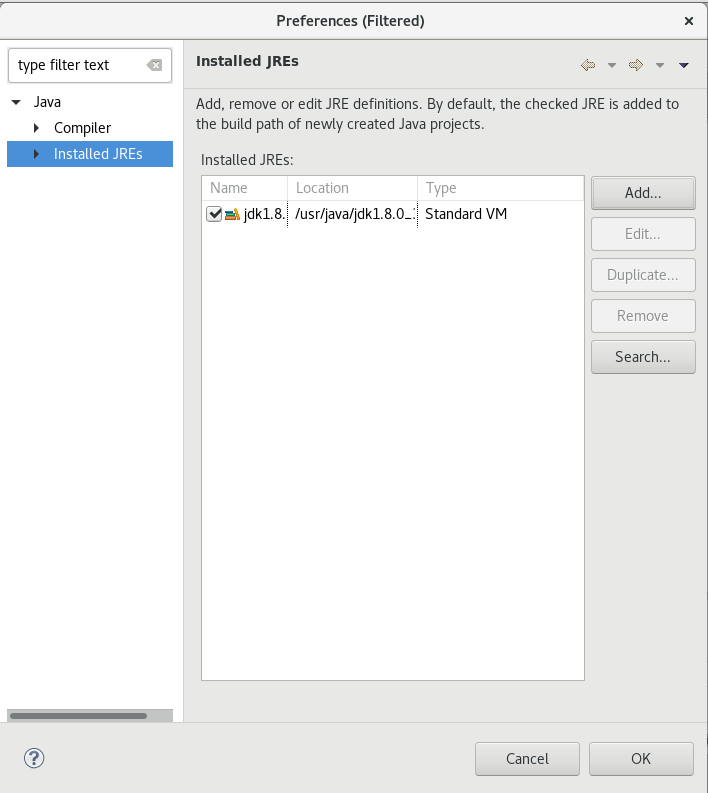 Preferences (Filtered)
type filter text
Java
Compiler
Installed JREs
Installed JREs
Add, remove or edit JRE definitions. By default, the checked JRE is added to
the build path of newly created Java projects.
Installed JREs:
Name Location Type
jdk1.8. /usr/java/jdk1.8.0_ Standard VM
Add...
Edit...
Duplicate...
Remove
Search...
? Cancel OK